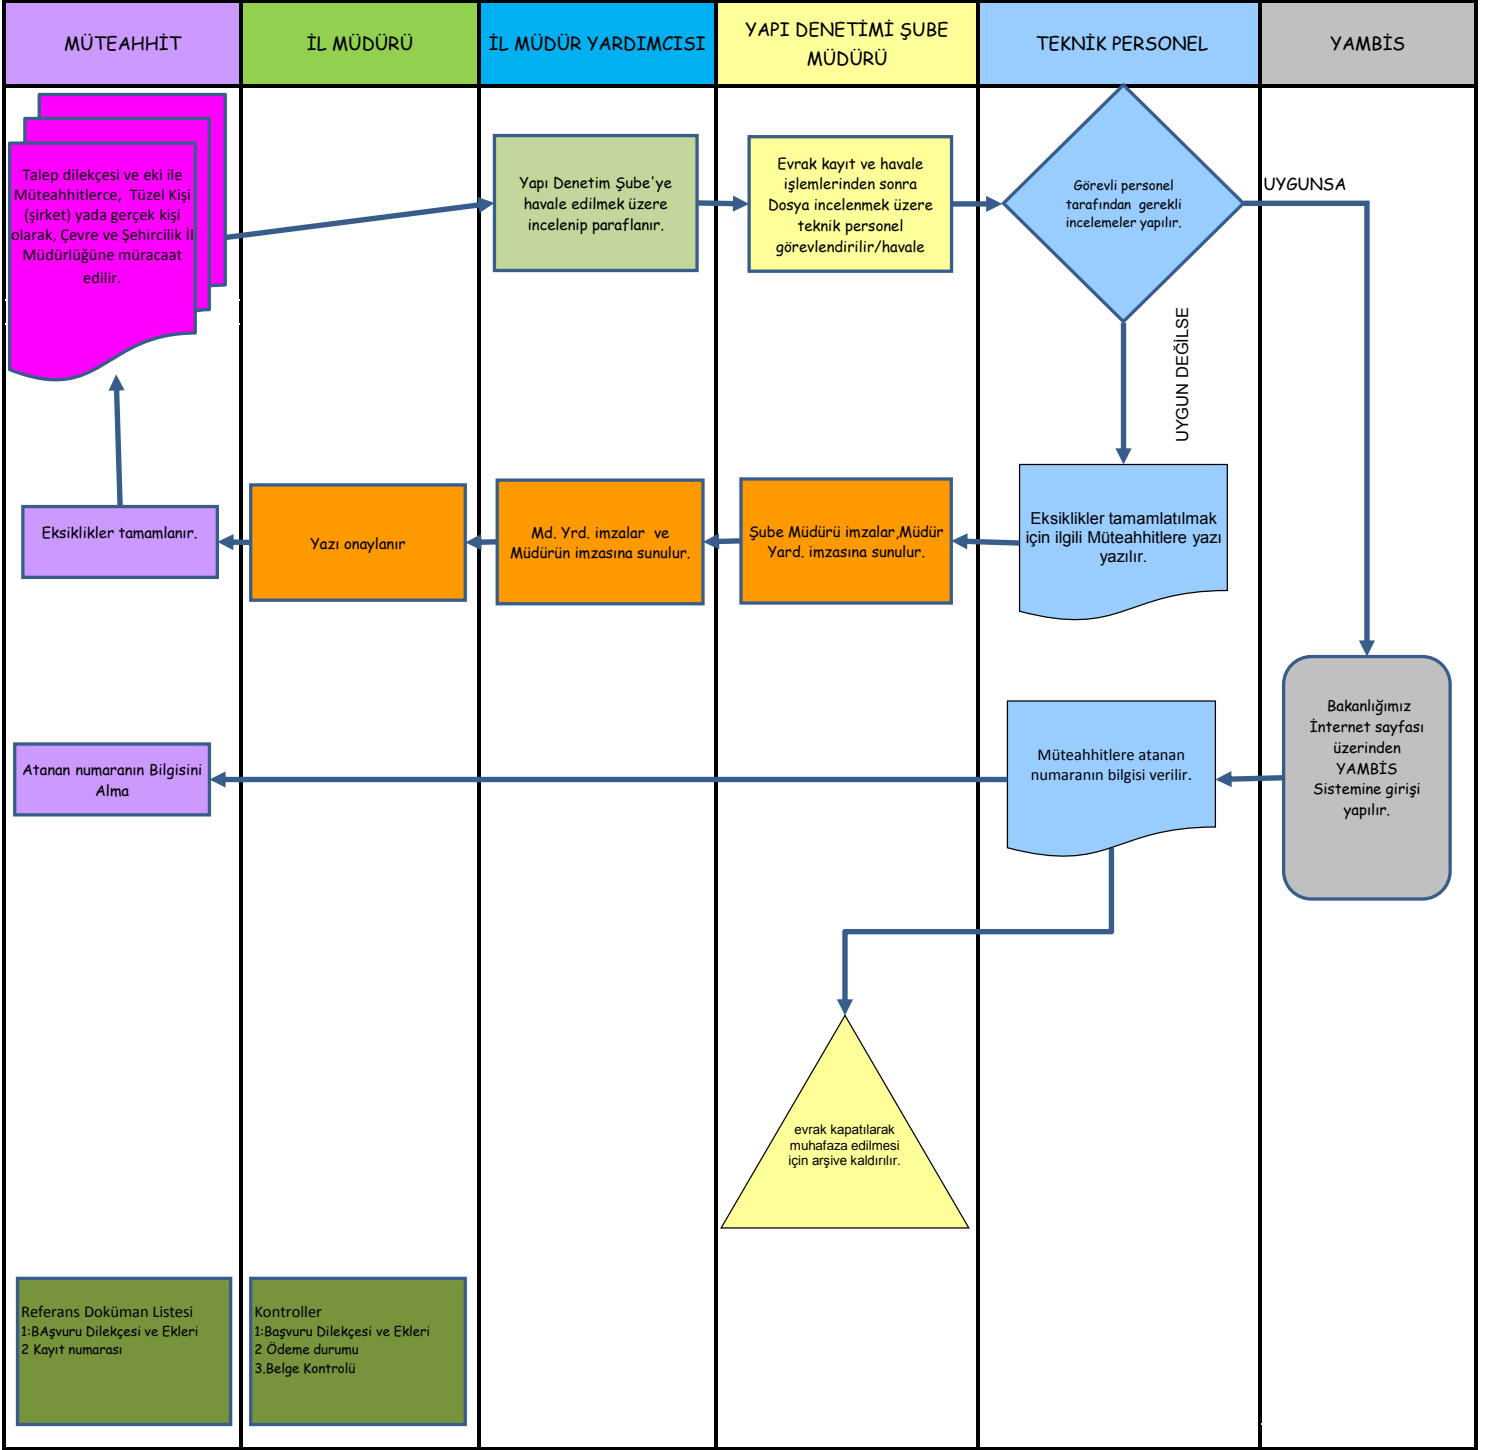 MÜTEAHHİT
İL MÜDÜRÜ
İL MÜDÜR YARDIMCISI
YAPI DENETİMİ ŞUBE
MÜDÜRÜ
TEKNİK PERSONEL
YAMBİS
Talep dilekçesi ve eki ile
Müteahhitlerce, Tüzel Kişi
(şirket) yada gerçek kişi
olarak, Çevre ve Şehircilik İl
Müdürlüğüne müracaat
edilir.
Yapı Denetim Şube'ye
havale edilmek üzere
incelenip paraflanır.
Evrak kayıt ve havale
işlemlerinden sonra
Dosya incelenmek üzere
teknik personel
görevlendirilir/havale
Görevli personel
tarafından gerekli
incelemeler yapılır.
UYGUNSA
UYGUN DEĞİLSE
Eksiklikler tamamlanır.
Yazı onaylanır
Md. Yrd. imzalar ve
Müdürün imzasına sunulur.
Şube Müdürü imzalar,Müdür
Yard. imzasına sunulur.
Eksiklikler tamamlatılmak
için ilgili Müteahhitlere yazı
yazılır.
Atanan numaranın Bilgisini
Alma
Müteahhitlere atanan
numaranın bilgisi verilir.
Bakanlığımız
İnternet sayfası
üzerinden
YAMBİS
Sistemine girişi
yapılır.
evrak kapatılarak
muhafaza edilmesi
için arşive kaldırılır.
Referans Doküman Listesi
1:BAşvuru Dilekçesi ve Ekleri
2 Kayıt numarası
Kontroller
1:Başvuru Dilekçesi ve Ekleri
2 Ödeme durumu
3.Belge Kontrolü